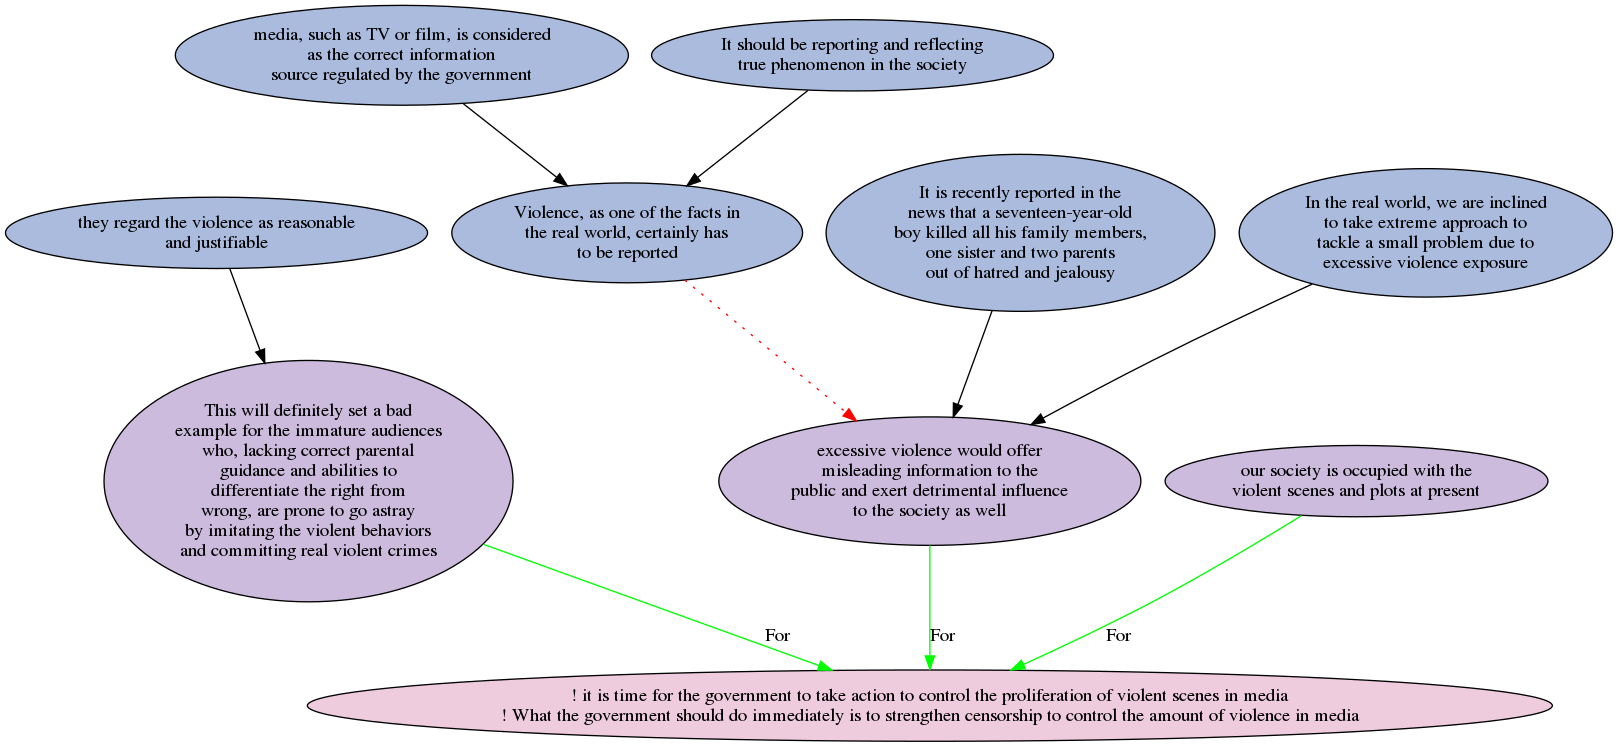 media, such as TV or film, is considered
as the correct information
source regulated by the government
It should be reporting and reflecting
true phenomenon in the society
they regard the violence as reasonable
and justifiable
Violence, as one of the facts in
the real world, certainly has
to be reported
It is recently reported in the
news that a seventeen-year-old
boy killed all his family members,
one sister and two parents
out of hatred and jealousy
In the real world, we are inclined
to take extreme approach to
tackle a small problem due to
excessive violence exposure
This will definitely set a bad
example for the immature audiences
who, lacking correct parental
guidance and abilities to
differentiate the right from
wrong, are prone to go astray
by imitating the violent behaviors
and committing real violent crimes
excessive violence would offer
misleading information to the
public and exert detrimental influence
to the society as well
our society is occupied with the
violent scenes and plots at present
For
For
For
! it is time for the government to take action to control the proliferation of violent scenes in media
! What the government should do immediately is to strengthen censorship to control the amount of violence in media